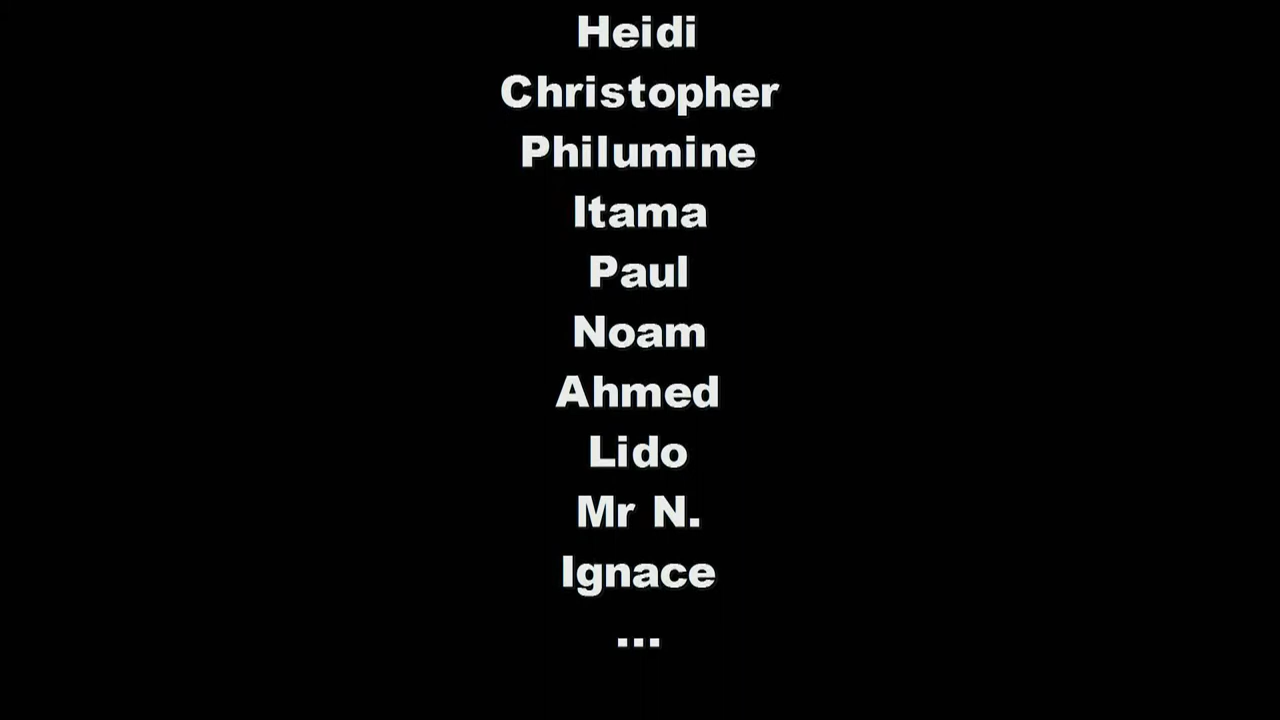 Heidi
Christopher
Philumine
Itama
Paul
Noam
Ahmed
Lido
Mr N.
Ignace
...